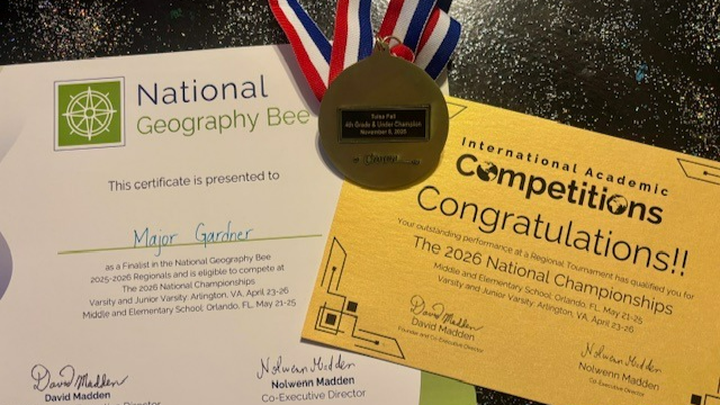 National
Geography Bee
This certificate is presented to
Major Gardner
as a Finalist in the National Geography Bee
2025-2026 Regionals and is eligible to compete at
The 2026 National Championships
Varsity and Junior Varsity: Arlington, VA, April 23-26
Middle and Elementary School: Orlando, FL, May 21-25
David Madden
David Madden
Co-Executive Director
Nolwenn Madden
Nolwenn Madden
Co-Executive Director
Tulsa Fall
4th Grade & Under Champion
November 6, 2025
International Academic
Competitions
Congratulations!!
Your outstanding performance at a Regional Tournament has qualified you for
The 2026 National Championships
Middle and Elementary School: Orlando, FL, May 21-25
Varsity and Junior Varsity: Arlington, VA, April 23-26
David Madden
David Madden
Founder and Co-Executive Director
Nolwenn Madden
Nolwenn Madden
Co-Executive Director